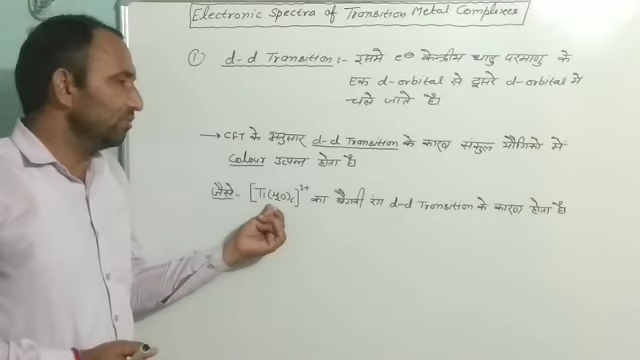 Electronic Spectra of Transition Metal Complexes
① d-d Transition :- इसमे e⊖ केन्द्रीय धातु परमाणु के
एक d-orbital से दूसरे d-orbital मे
चले जाते है।
→ CFT के अनुसार d-d Transition के कारण संकुल यौगिको में
Colour उत्पन्न होता है।
जैसे- [Ti(H₂O)₆]³⁺ का बैंगनी रंग d-d Transition के कारण होता है।